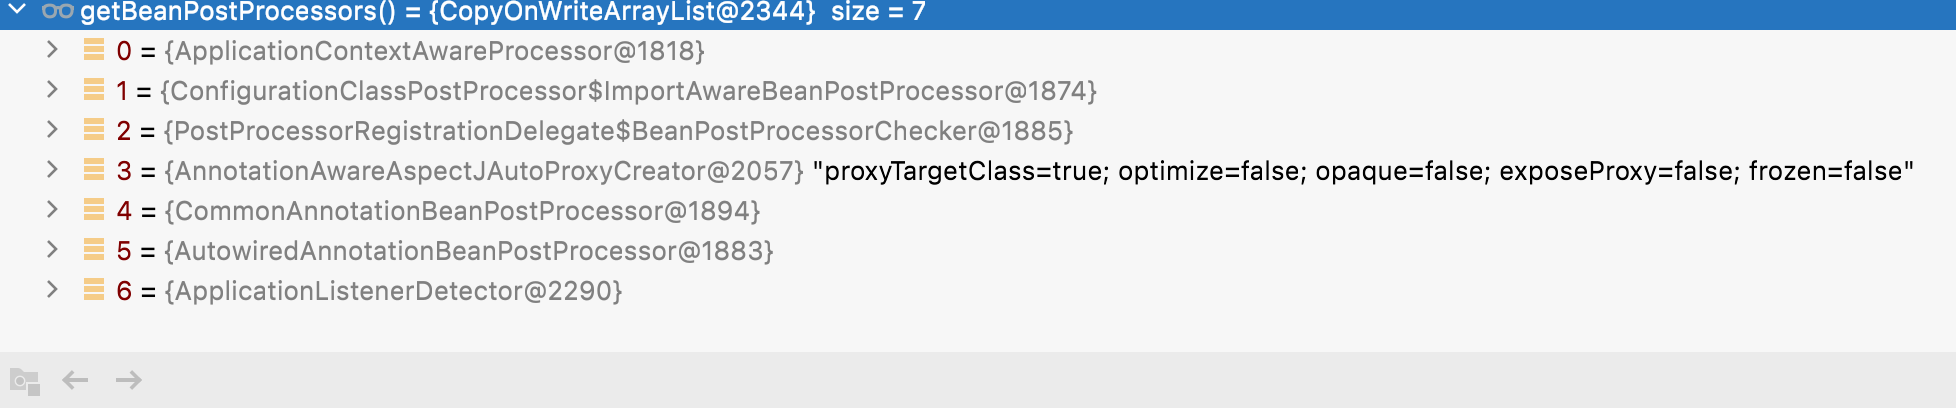 getBeanPostProcessors() = {CopyOnWriteArrayList@2344} size = 7
0 = {ApplicationContextAwareProcessor@1818}
1 = {ConfigurationClassPostProcessor$ImportAwareBeanPostProcessor@1874}
2 = {PostProcessorRegistrationDelegate$BeanPostProcessorChecker@1885}
3 = {AnnotationAwareAspectJAutoProxyCreator@2057} "proxyTargetClass=true; optimize=false; opaque=false; exposeProxy=false; frozen=false"
4 = {CommonAnnotationBeanPostProcessor@1894}
5 = {AutowiredAnnotationBeanPostProcessor@1883}
6 = {ApplicationListenerDetector@2290}